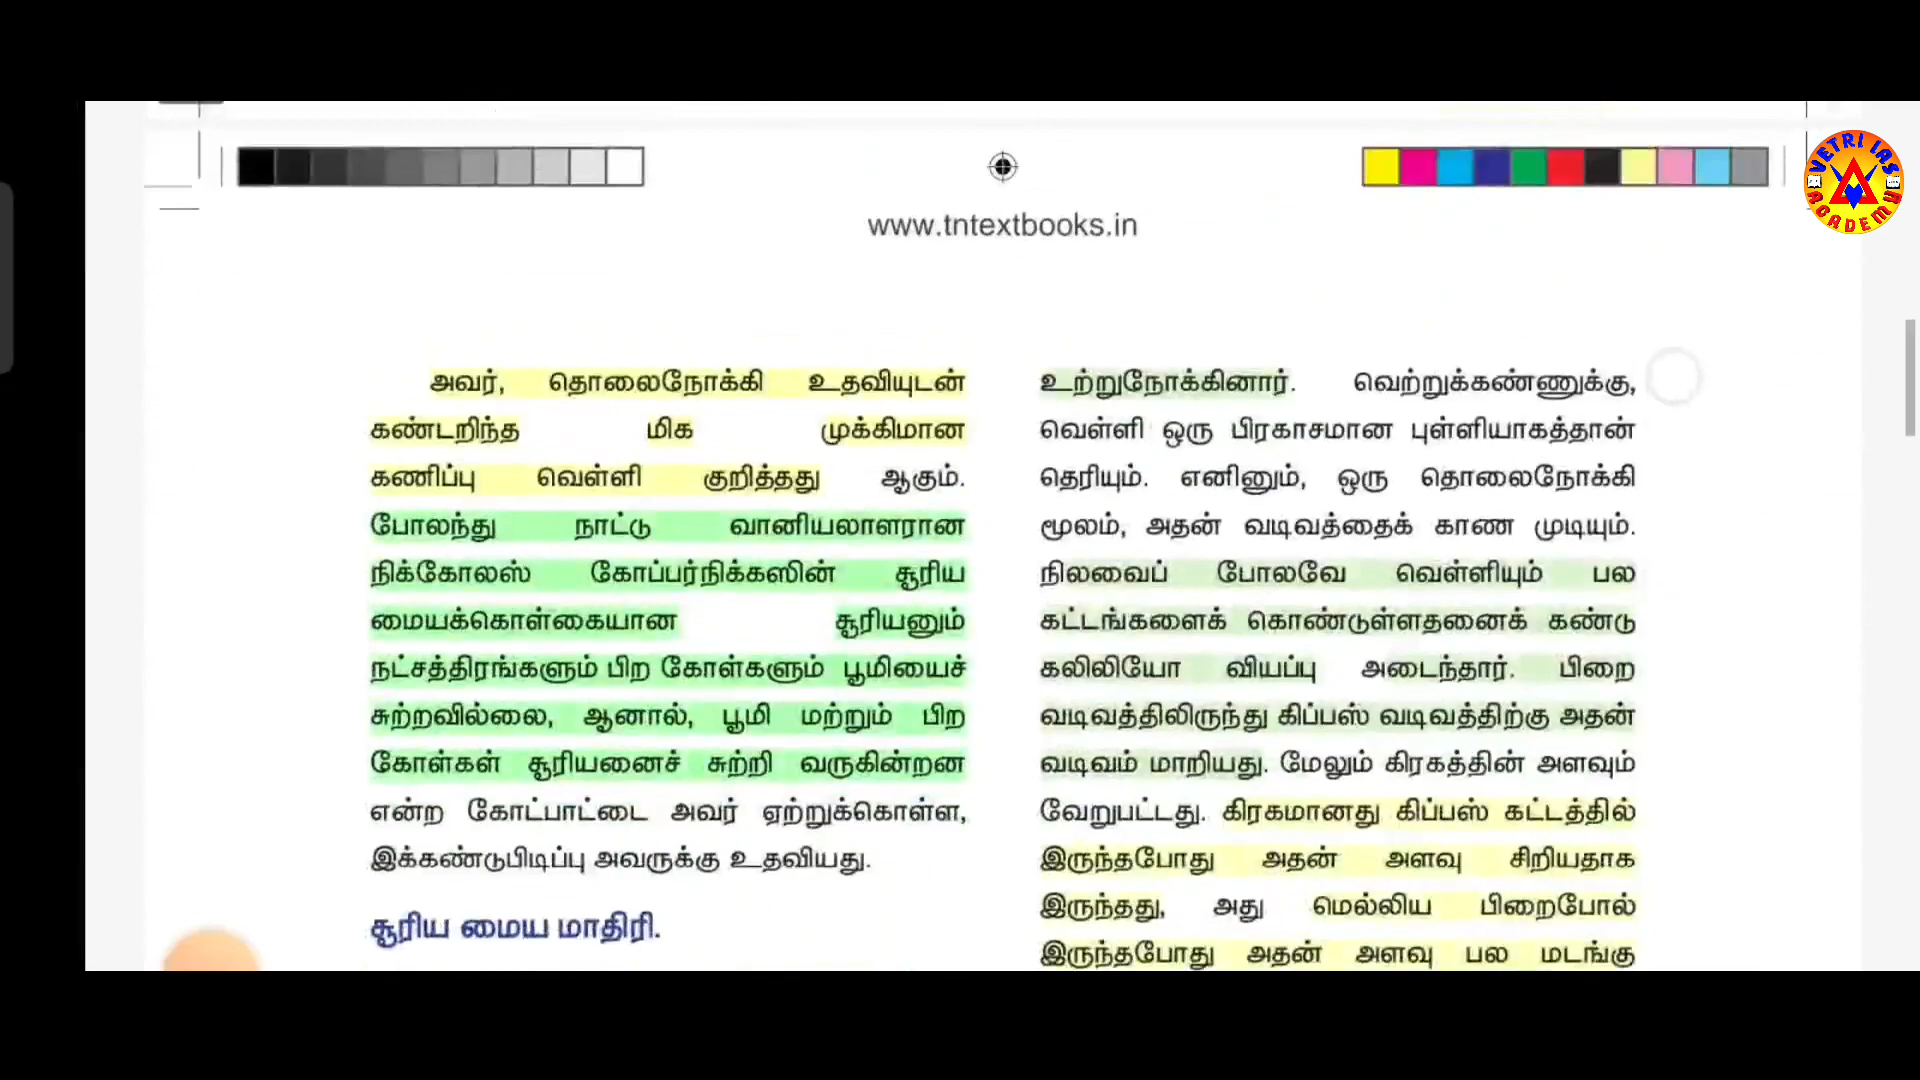 VETRI IAS
ACADEMY
www.tntextbooks.in
அவர், தொலைநோக்கி உதவியுடன்
கண்டறிந்த மிக முக்கிமான
கணிப்பு வெள்ளி குறித்தது ஆகும்.
போலந்து நாட்டு வானியலாளரான
நிக்கோலஸ் கோப்பர்நிக்கஸின் சூரிய
மையக்கொள்கையான சூரியனும்
நட்சத்திரங்களும் பிற கோள்களும் பூமியைச்
சுற்றவில்லை, ஆனால், பூமி மற்றும் பிற
கோள்கள் சூரியனைச் சுற்றி வருகின்றன
என்ற கோட்பாட்டை அவர் ஏற்றுக்கொள்ள,
இக்கண்டுபிடிப்பு அவருக்கு உதவியது.
சூரிய மைய மாதிரி.
உற்றுநோக்கினார். வெற்றுக்கண்ணுக்கு,
வெள்ளி ஒரு பிரகாசமான புள்ளியாகத்தான்
தெரியும். எனினும், ஒரு தொலைநோக்கி
மூலம், அதன் வடிவத்தைக் காண முடியும்.
நிலவைப் போலவே வெள்ளியும் பல
கட்டங்களைக் கொண்டுள்ளதனைக் கண்டு
கலிலியோ வியப்பு அடைந்தார். பிறை
வடிவத்திலிருந்து கிப்பஸ் வடிவத்திற்கு அதன்
வடிவம் மாறியது. மேலும் கிரகத்தின் அளவும்
வேறுபட்டது. கிரகமானது கிப்பஸ் கட்டத்தில்
இருந்தபோது அதன் அளவு சிறியதாக
இருந்தது, அது மெல்லிய பிறைபோல்
இருந்தபோது அதன் அளவு பல மடங்கு